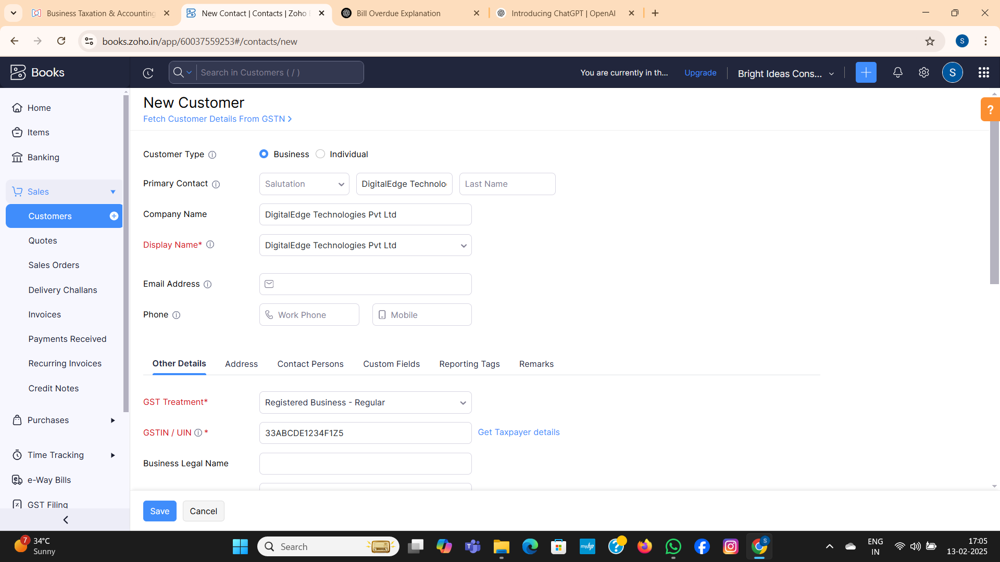 Business Taxation & Accounting
New Contact | Contacts | Zoho
Bill Overdue Explanation
Introducing ChatGPT | OpenAI
books.zoho.in/app/60037559253#/contacts/new
S
Books
Search in Customers ( / )
You are currently in th...
Upgrade
Bright Ideas Cons...
S
Home
Items
Banking
Sales
Customers
Quotes
Sales Orders
Delivery Challans
Invoices
Payments Received
Recurring Invoices
Credit Notes
Purchases
Time Tracking
e-Way Bills
GST Filing
New Customer
Fetch Customer Details From GSTN
?
Customer Type
Business
Individual
Primary Contact
Salutation
DigitalEdge Technolo
Last Name
Company Name
DigitalEdge Technologies Pvt Ltd
Display Name*
DigitalEdge Technologies Pvt Ltd
Email Address
Phone
Work Phone
Mobile
Other Details
Address
Contact Persons
Custom Fields
Reporting Tags
Remarks
GST Treatment*
Registered Business - Regular
GSTIN / UIN *
33ABCDE1234F1Z5
Get Taxpayer details
Business Legal Name
Save
Cancel
7
34°C
Sunny
Search
myhp
S
ENG
IN
17:05
13-02-2025